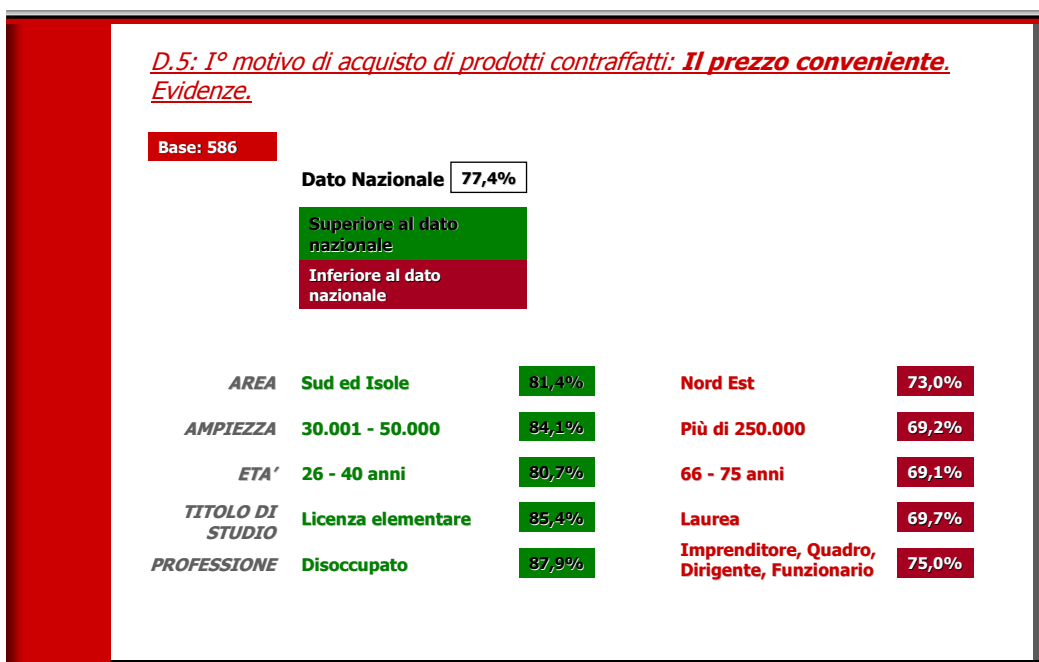 D.5: I° motivo di acquisto di prodotti contraffatti: Il prezzo conveniente.
Evidenze.
Base: 586
Dato Nazionale 77,4%
Superiore al dato
nazionale
Inferiore al dato
nazionale
AREA Sud ed Isole 81,4% Nord Est 73,0%
AMPIEZZA 30.001 - 50.000 84,1% Più di 250.000 69,2%
ETA’ 26 - 40 anni 80,7% 66 - 75 anni 69,1%
TITOLO DI
STUDIO Licenza elementare 85,4% Laurea 69,7%
PROFESSIONE Disoccupato 87,9% Imprenditore, Quadro,
Dirigente, Funzionario 75,0%